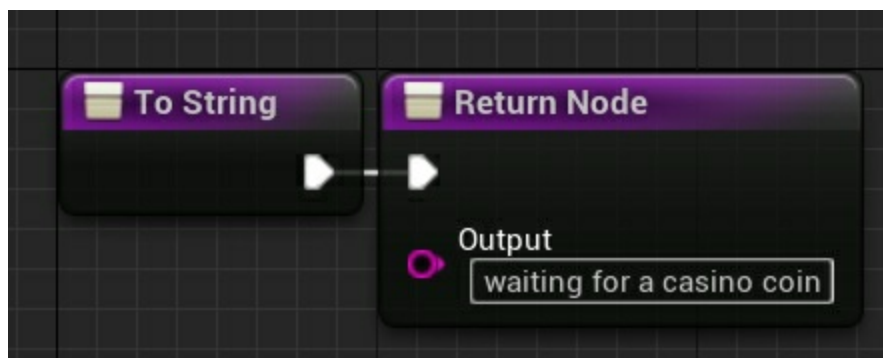 To String
Return Node
Output
waiting for a casino coin